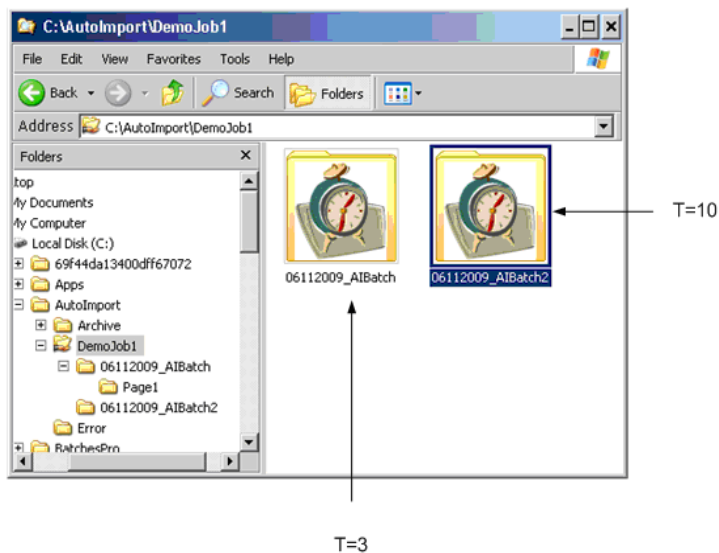 C:\AutoImport\DemoJob1
File Edit View Favorites Tools Help
Back Search Folders
Address C:\AutoImport\DemoJob1
Folders x
top
My Documents
My Computer
Local Disk (C:)
69f44da13400dff67072
Apps
AutoImport
Archive
DemoJob1
06112009_AIBatch
Page1
06112009_AIBatch2
Error
BatchesPro
06112009_AIBatch
06112009_AIBatch2
T=10
T=3